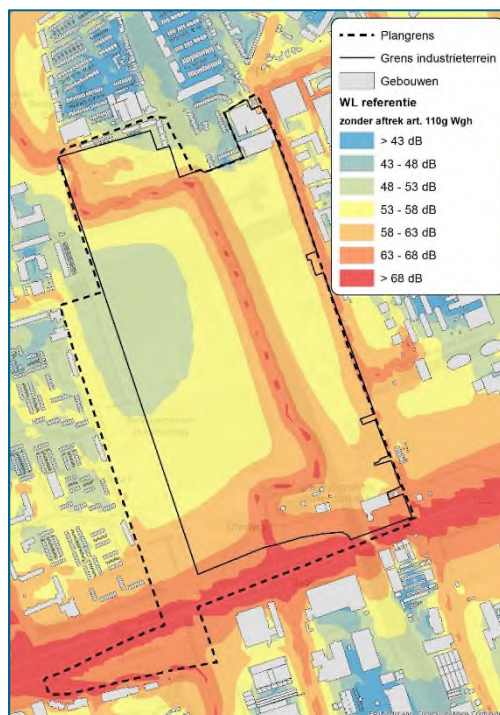 Plangrens
Grens industrieterrein
Gebouwen
WL referentie
zonder aftrek art. 110g Wgh
> 43 dB
43 - 48 dB
48 - 53 dB
53 - 58 dB
58 - 63 dB
63 - 68 dB
> 68 dB